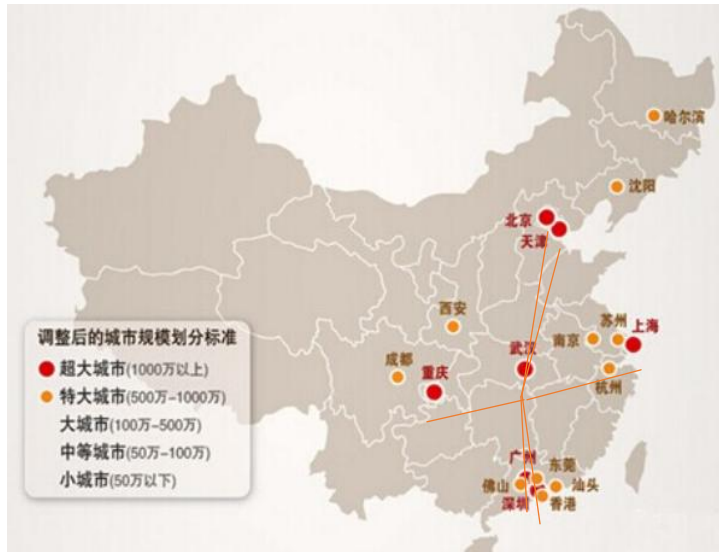 哈尔滨
沈阳
北京
天津
西安
苏州
上海
南京
武汉
成都
重庆
杭州
广州
东莞
佛山
汕头
深圳
香港
调整后的城市规模划分标准
超大城市(1000万以上)
特大城市(500万-1000万)
大城市(100万-500万)
中等城市(50万-100万)
小城市(50万以下)